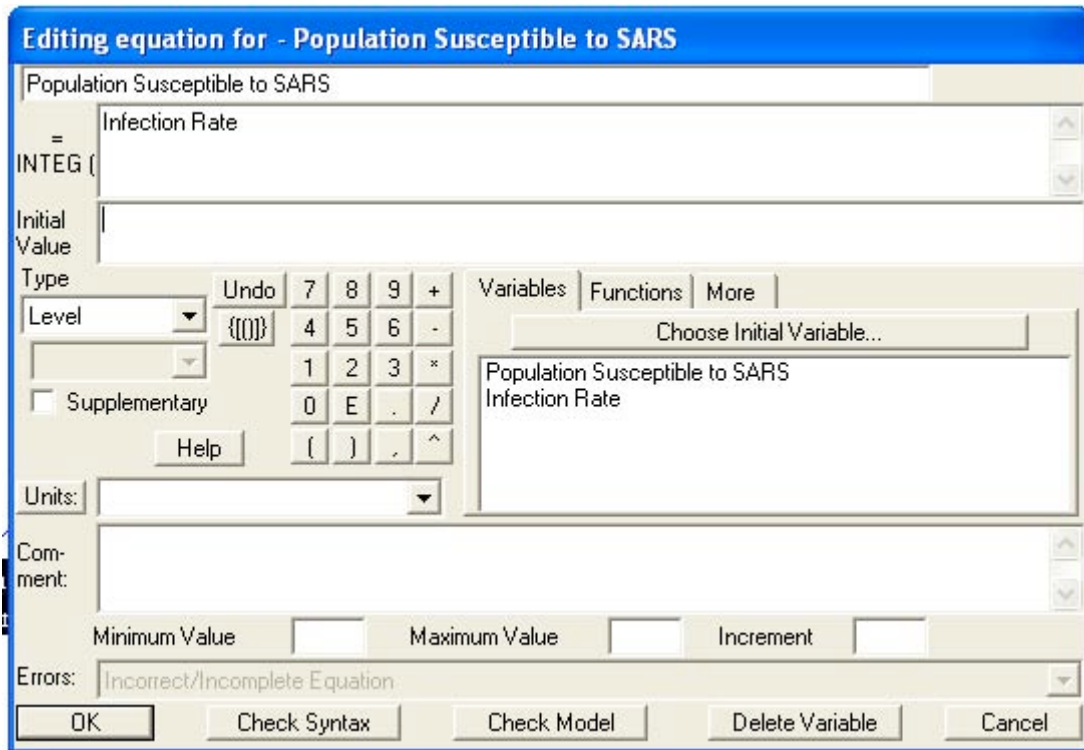 Editing equation for - Population Susceptible to SARS
Population Susceptible to SARS
=
INTEG (
Infection Rate
Initial
Value
Type
Level
Supplementary
Help
Undo 7 8 9 +
{[()]} 4 5 6 -
1 2 3 *
0 E . /
( ) , ^
Variables Functions More
Choose Initial Variable...
Population Susceptible to SARS
Infection Rate
Units:
Com-
ment:
Minimum Value Maximum Value Increment
Errors: Incorrect/Incomplete Equation
OK Check Syntax Check Model Delete Variable Cancel